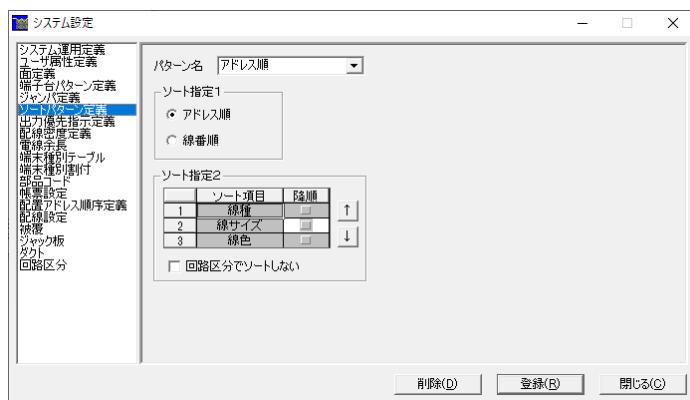 システム設定
システム運用定義
ユーザ属性定義
面定義
端子台パターン定義
ジャンパ定義
ソートパターン定義
出力優先指示定義
配線密度定義
電線余長
端末種別テーブル
端末種別割付
部品コード
帳票設定
配置アドレス順序定義
配線設定
被覆
ジャック板
ダクト
回路区分
パターン名 アドレス順
ソート指定1
アドレス順
線番順
ソート指定2
ソート項目 降順
1 線種
2 線サイズ
3 線色
↑
↓
回路区分でソートしない
削除(D) 登録(R) 閉じる(C)